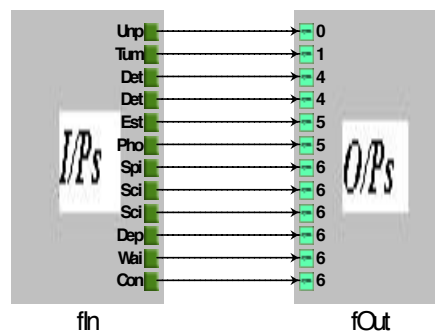 Unp 0
Turn 1
Det 4
Det 4
Est 5
Pho 5
I/Ps
Spi 6
O/Ps
Sci 6
Sci 6
Dep 6
Wai 6
Con 6
fIn fOut